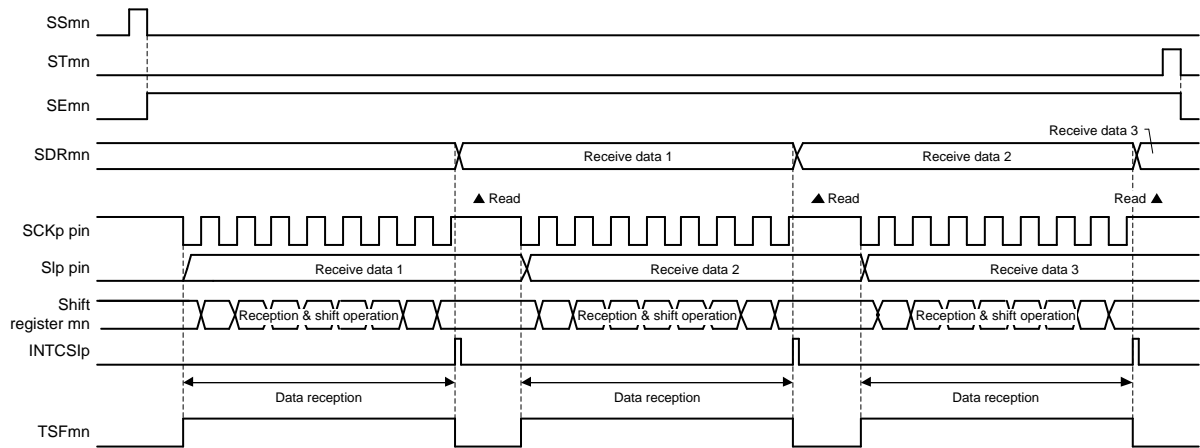 SSmn
STmn
SEmn
Receive data 3
SDRmn
Receive data 1
Receive data 2
▲ Read
▲ Read
Read ▲
SCKp pin
SIp pin
Receive data 1
Receive data 2
Receive data 3
Shift
register mn
Reception & shift operation
Reception & shift operation
Reception & shift operation
INTCSIp
Data reception
Data reception
Data reception
TSFmn